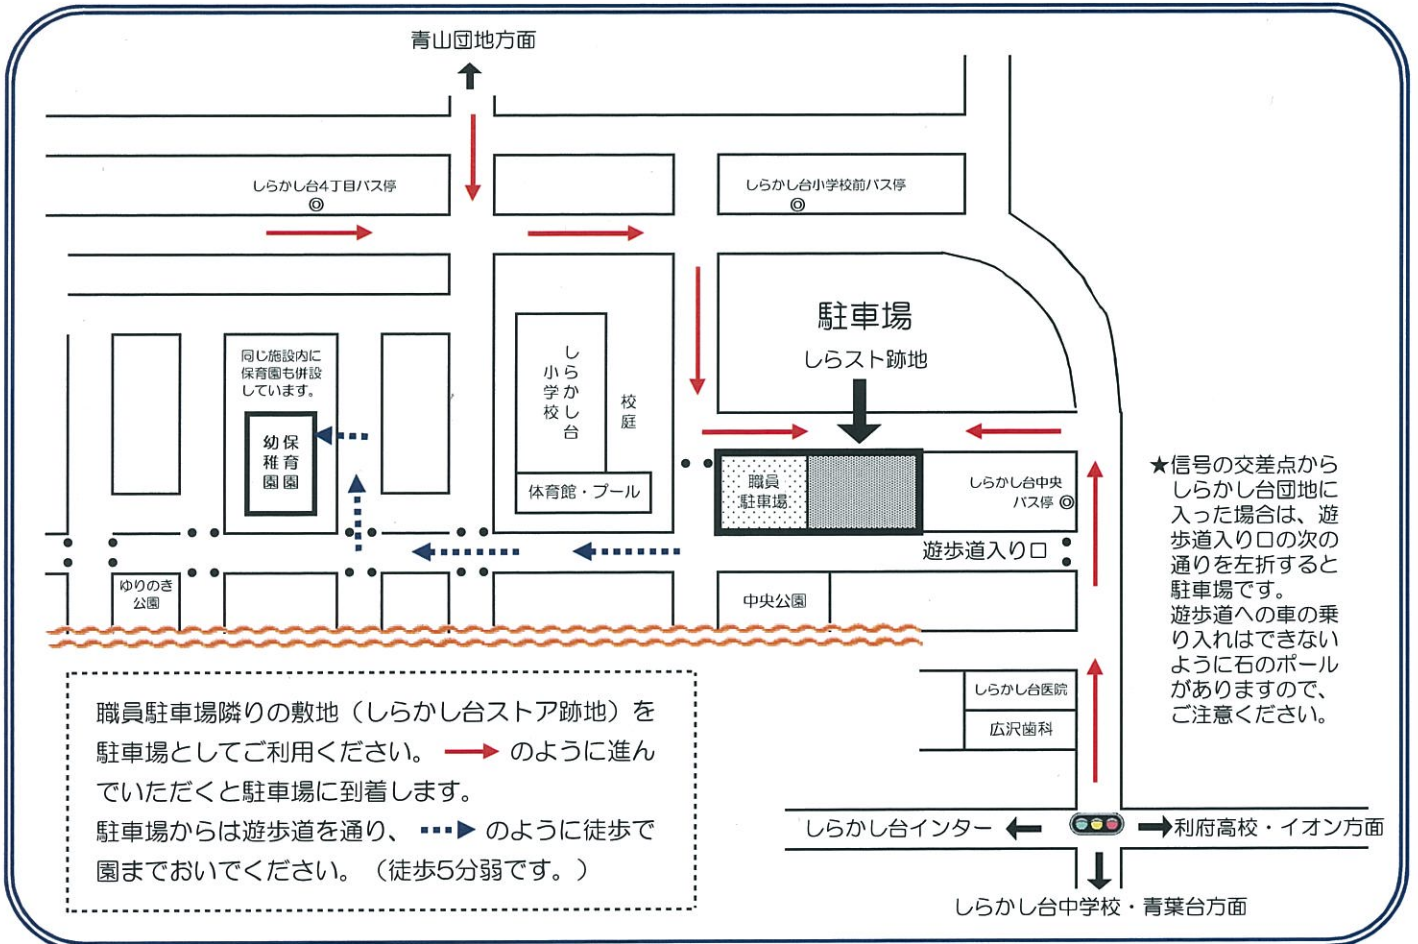 青山団地方面
しらかし台4丁目バス停
しらかし台小学校前バス停
駐車場
しらスト跡地
同じ施設内に
保育園も併設
しています。
保育園
幼稚園
しらかし台
小学校
校庭
体育館・プール
職員
駐車場
しらかし台中央
バス停
遊歩道入り口
ゆりのき
公園
中央公園
★信号の交差点から
しらかし台団地に
入った場合は、遊
歩道入り口の次の
通りを左折すると
駐車場です。
遊歩道への車の乗
り入れはできない
ように石のポール
がありますので、
ご注意ください。
しらかし台医院
広沢歯科
職員駐車場隣りの敷地（しらかし台ストア跡地）を
駐車場としてご利用ください。 のように進ん
でいただくと駐車場に到着します。
駐車場からは遊歩道を通り、 のように徒歩で
園までおいでください。（徒歩5分弱です。）
しらかし台インター
利府高校・イオン方面
しらかし台中学校・青葉台方面